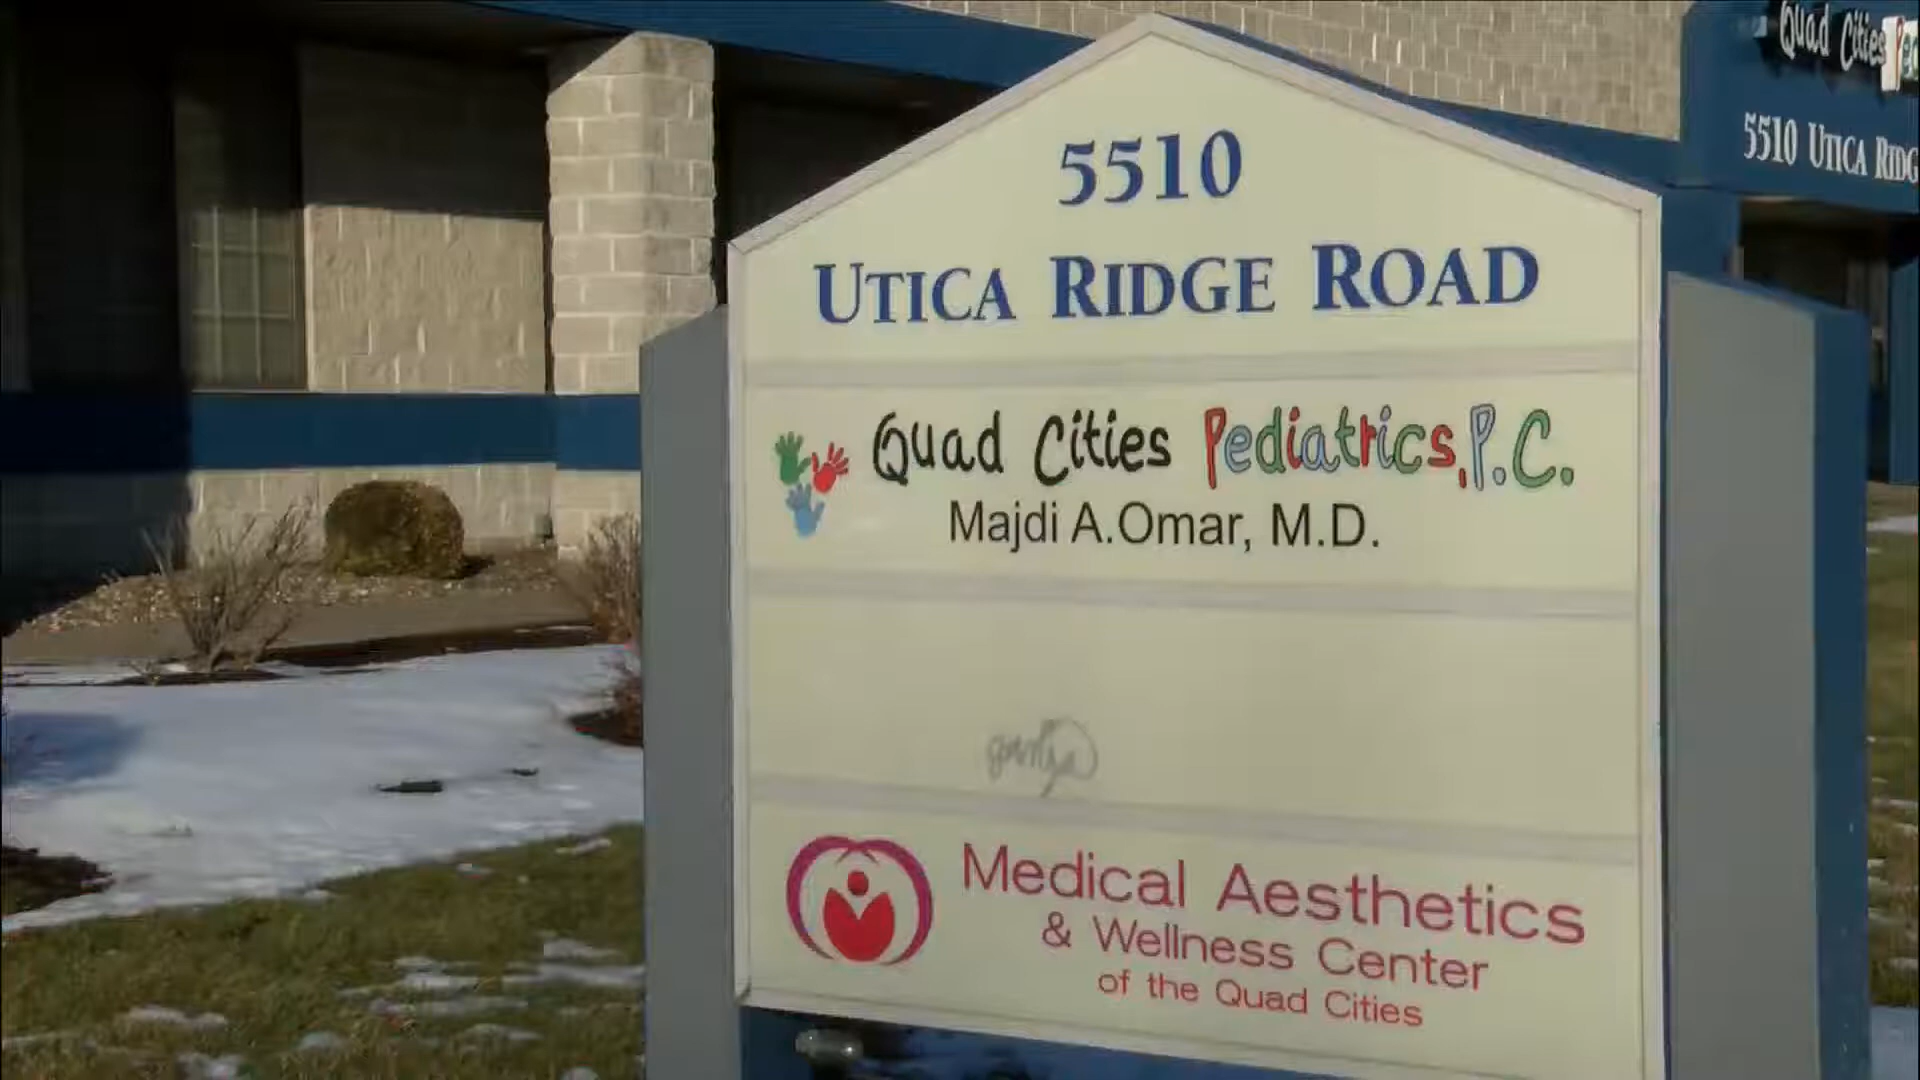 5510
UTICA RIDGE ROAD
Quad Cities Pediatrics, P.C.
Majdi A.Omar, M.D.
Medical Aesthetics
& Wellness Center
of the Quad Cities
Quad Cities
5510 UTICA